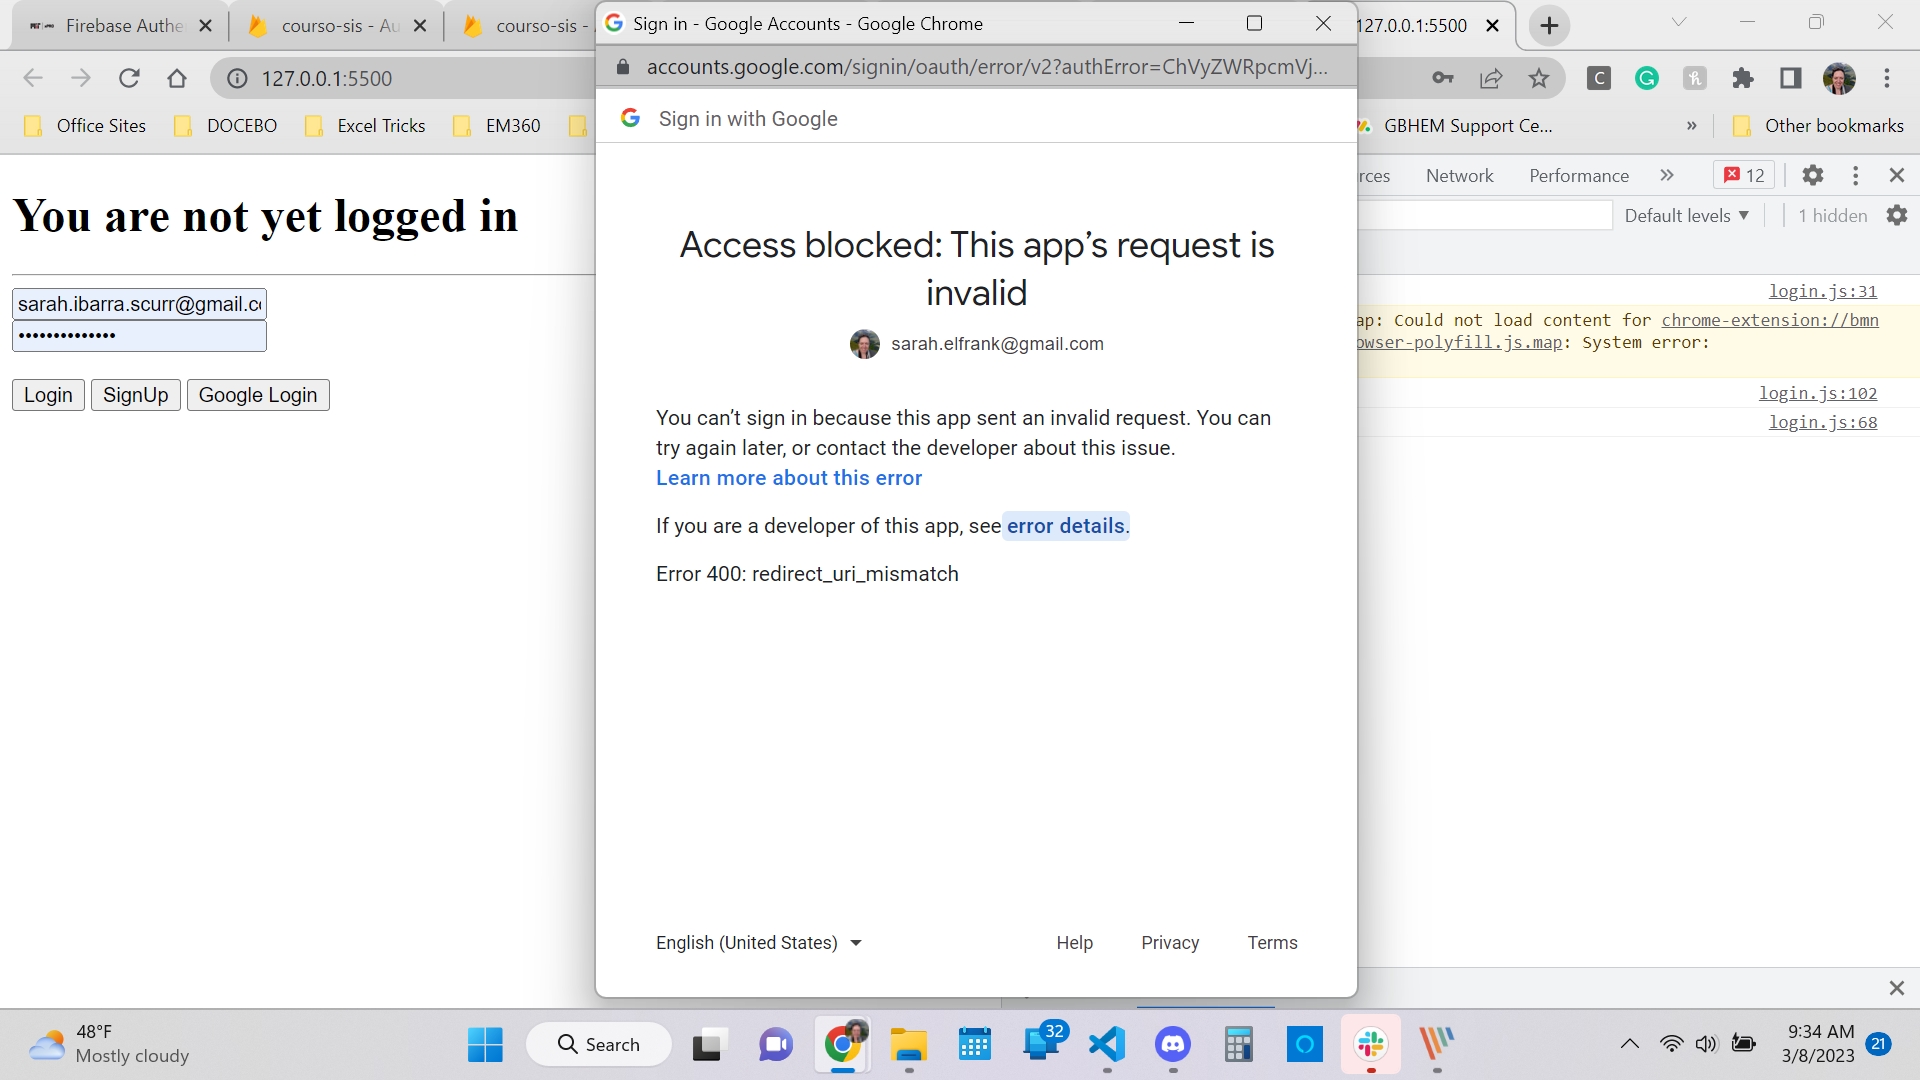 Firebase Authe
courso-sis - Au
courso-sis -
127.0.0.1:5500
Sign in - Google Accounts - Google Chrome
accounts.google.com/signin/oauth/error/v2?authError=ChVyZWRpcmVj...
127.0.0.1:5500
Office Sites
DOCEBO
Excel Tricks
EM360
GBHEM Support Ce...
»
Other bookmarks
Sign in with Google
Access blocked: This app’s request is
invalid
sarah.elfrank@gmail.com
You can’t sign in because this app sent an invalid request. You can
try again later, or contact the developer about this issue.
Learn more about this error
If you are a developer of this app, see error details.
Error 400: redirect_uri_mismatch
English (United States)
Help
Privacy
Terms
You are not yet logged in
sarah.ibarra.scurr@gmail.co
••••••••••••••
Login
SignUp
Google Login
rces
Network
Performance
»
12
Default levels
1 hidden
login.js:31
ap: Could not load content for chrome-extension://bmn
owser-polyfill.js.map: System error:
login.js:102
login.js:68
48°F
Mostly cloudy
Search
32
9:34 AM
3/8/2023
21